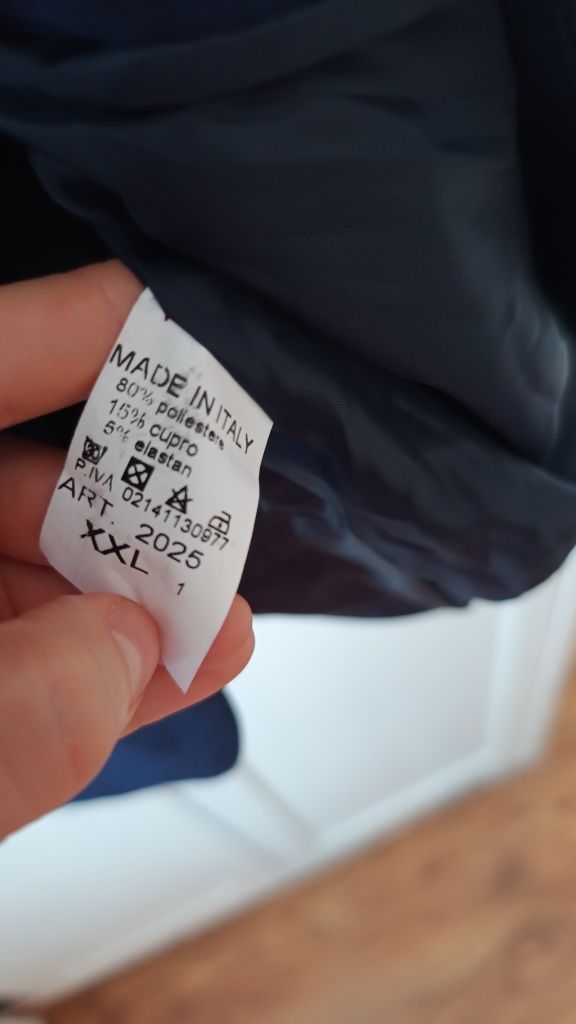 MADE IN ITALY
80% poliestere
15% cupro
5% elastan
P.IVA 02141130977
ART. 2025
XXL
1